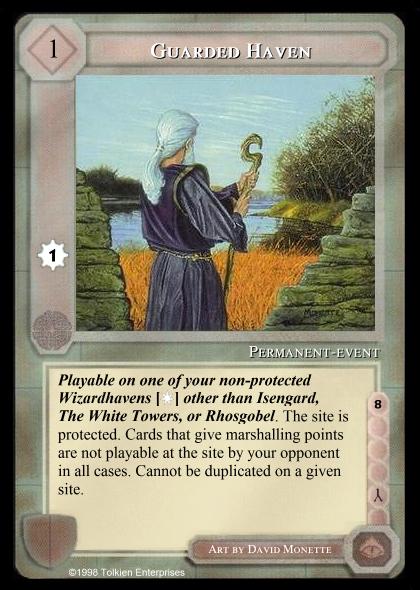 1
GUARDED HAVEN
1
PERMANENT-EVENT
Playable on one of your non-protected
Wizardhavens [✷] other than Isengard,
The White Towers, or Rhosgobel. The site is
protected. Cards that give marshalling points
are not playable at the site by your opponent
in all cases. Cannot be duplicated on a given
site.
8
ART BY DAVID MONETTE
©1998 Tolkien Enterprises